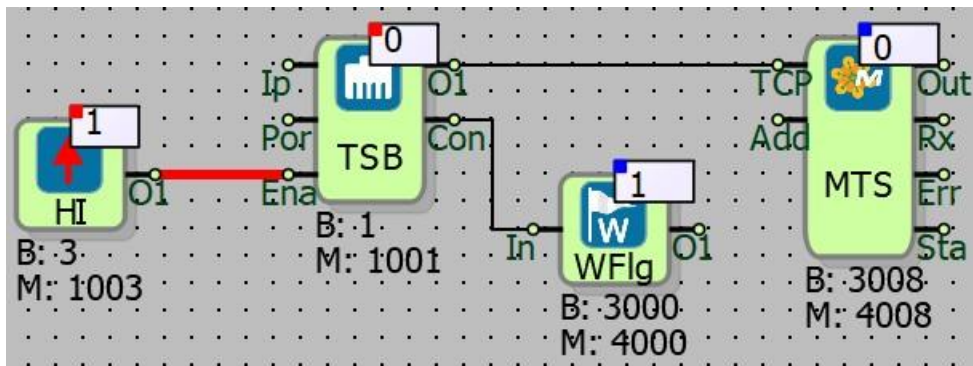 1
HI
O1
B: 3
M: 1003
0
Ip
Por
Ena
TSB
O1
Con
B: 1
M: 1001
1
In
W
WFlg
O1
B: 3000
M: 4000
0
TCP
Add
M
MTS
Out
Rx
Err
Sta
B: 3008
M: 4008